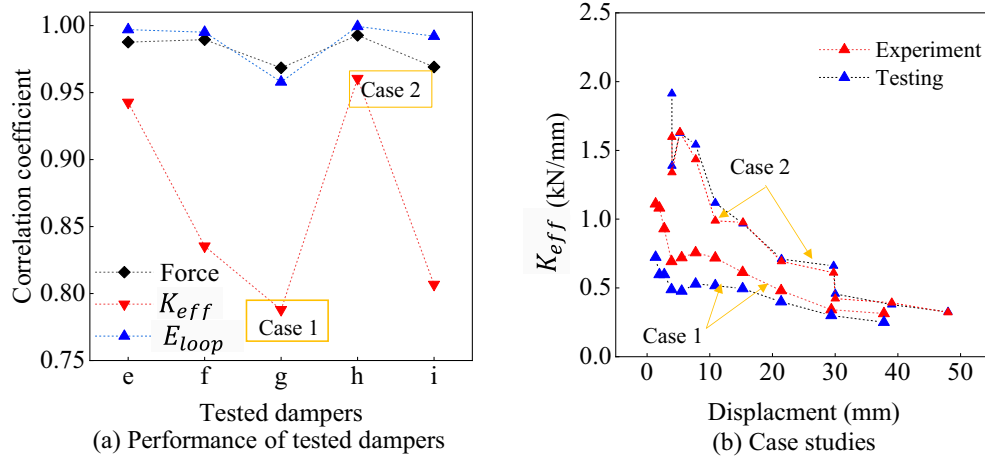 Correlation coefficient
1.00
0.95
0.90
0.85
0.80
0.75
Case 2
Case 1
Force
K_eff
E_loop
e f g h i
Tested dampers
(a) Performance of tested dampers
K_eff (kN/mm)
2.5
2.0
1.5
1.0
0.5
0.0
Experiment
Testing
Case 2
Case 1
0 10 20 30 40 50
Displacment (mm)
(b) Case studies